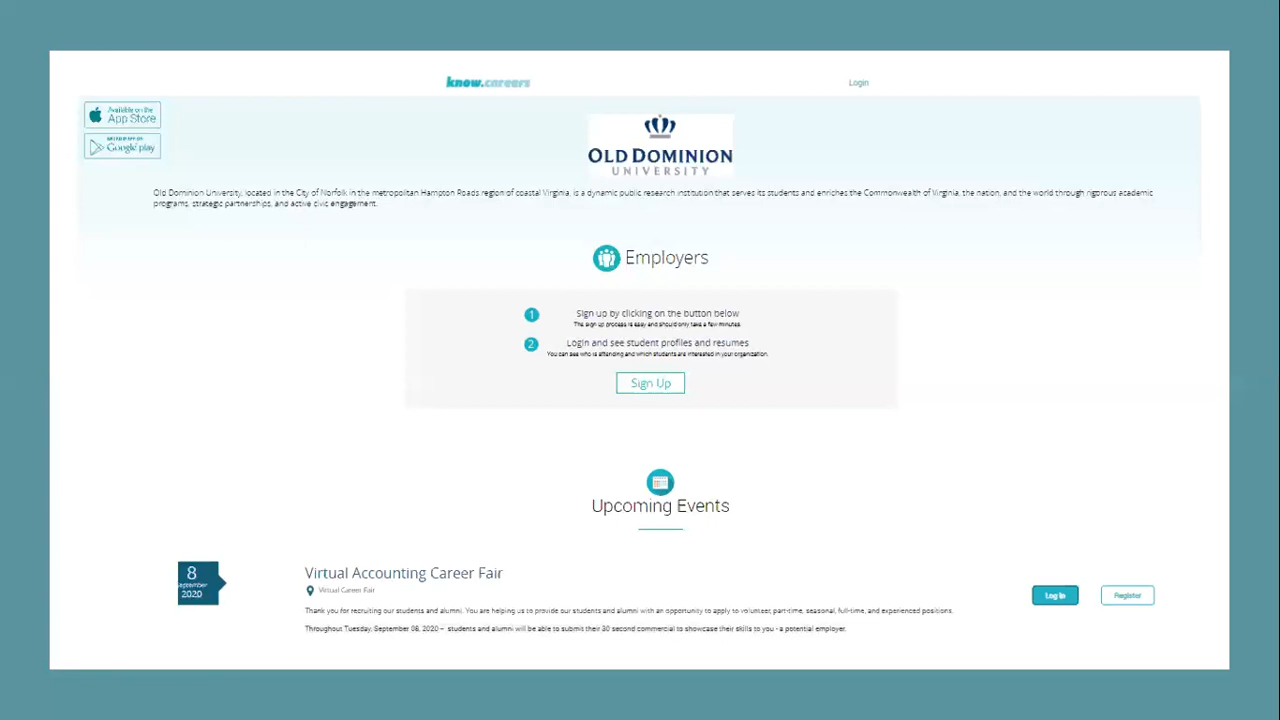 know.careers
Login
Available on the
App Store
Google play
OLD DOMINION
UNIVERSITY
Old Dominion University, located in the City of Norfolk in the metropolitan Hampton Roads region of coastal Virginia, is a dynamic public research institution that serves its students and enriches the Commonwealth of Virginia, the nation, and the world through rigorous academic
programs, strategic partnerships, and active civic engagement.
Employers
1 Sign up by clicking on the button below
The sign up process is easy and should only take a few minutes.
2 Login and see student profiles and resumes
You can see who is attending and which students are interested in your organization.
Sign Up
Upcoming Events
8
September
2020
Virtual Accounting Career Fair
Virtual Career Fair
Thank you for recruiting our students and alumni. You are helping us to provide our students and alumni with an opportunity to apply to volunteer, part-time, seasonal, full-time, and experienced positions.
Throughout Tuesday, September 08, 2020 – students and alumni will be able to submit their 30 second commercial to showcase their skills to you - a potential employer.
Log In
Register